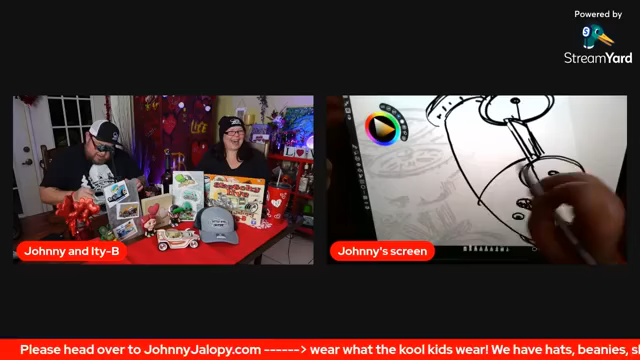 Powered by
StreamYard
Johnny and Ity-B
Johnny's screen
Please head over to JohnnyJalopy.com ------> wear what the kool kids wear! We have hats, beanies, s